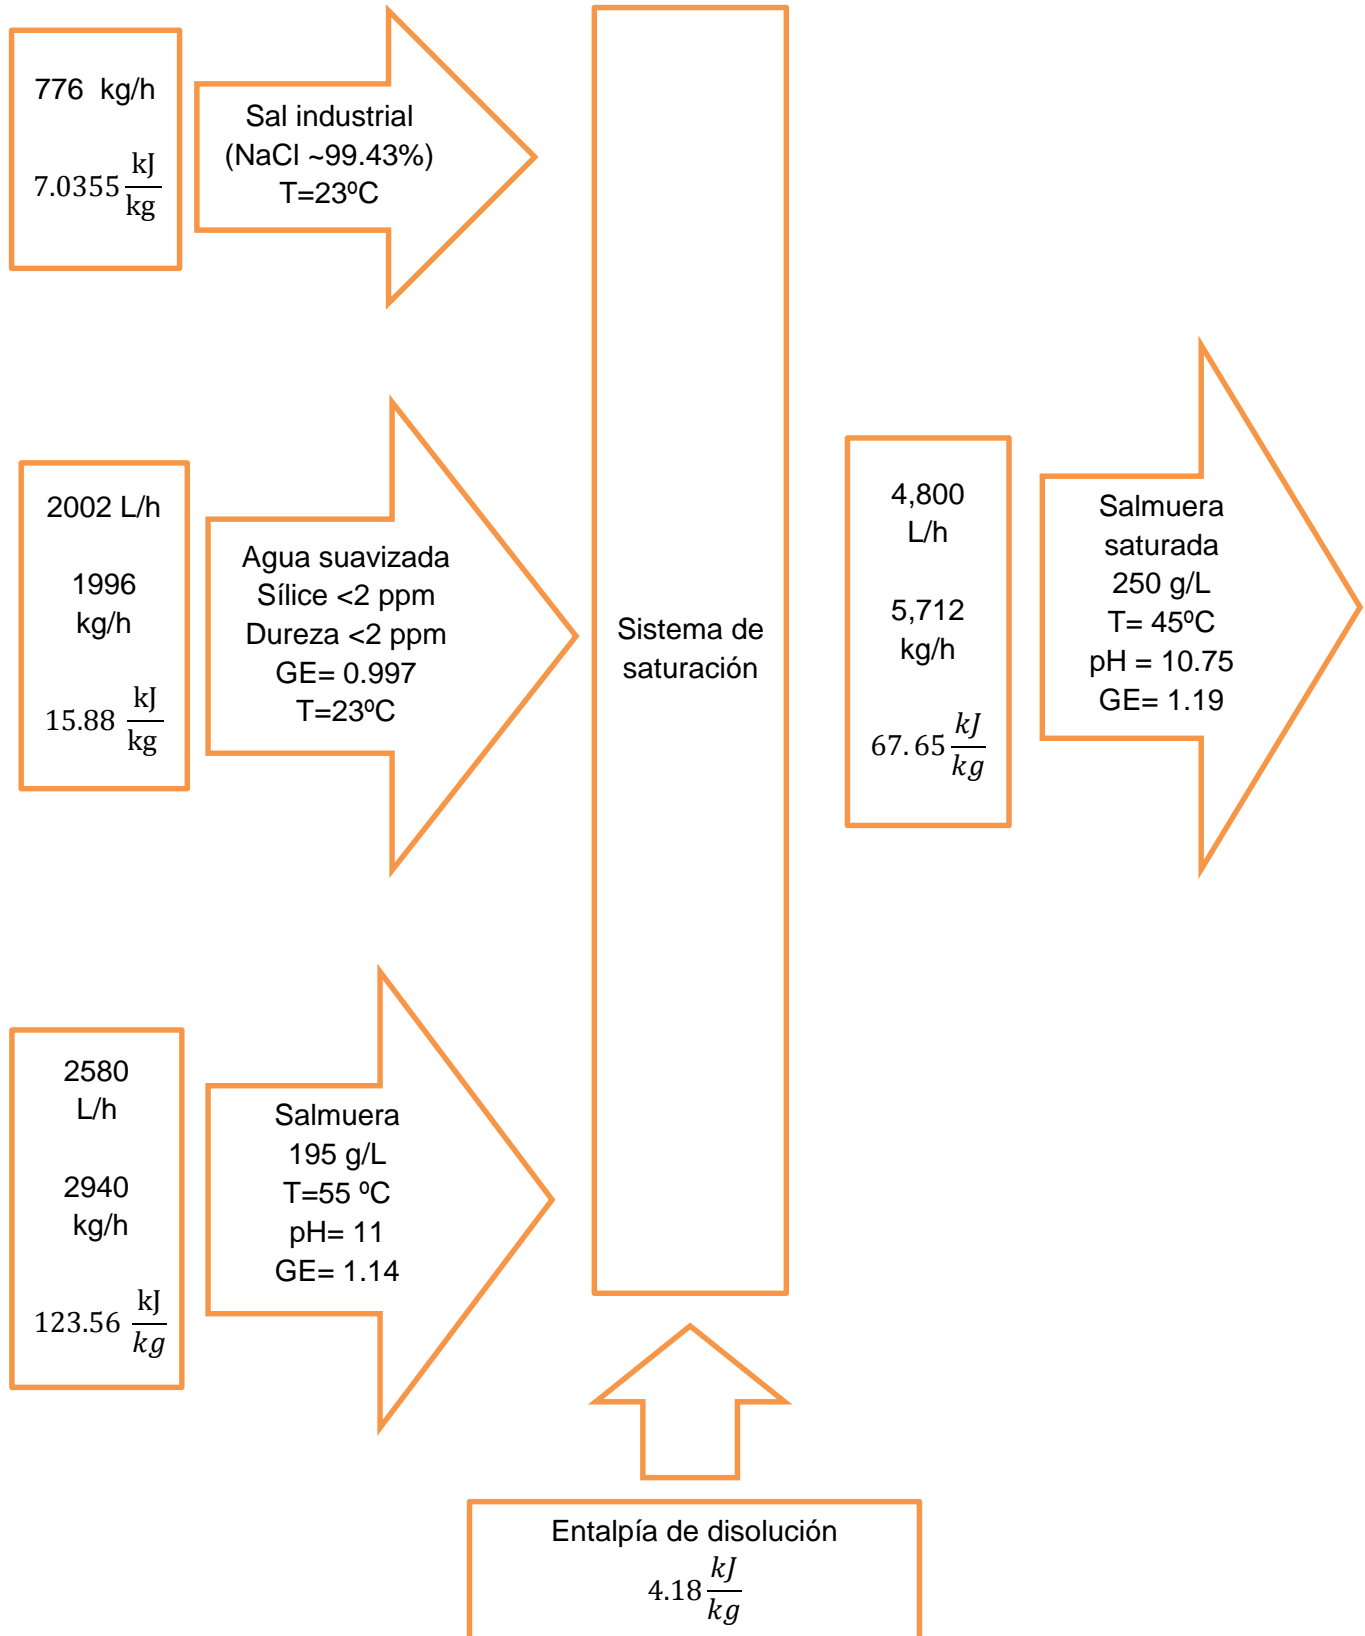 776 kg/h
7.0355 kJ/kg
Sal industrial
(NaCl ~99.43%)
T=23ºC
2002 L/h
1996
kg/h
15.88 kJ/kg
Agua suavizada
Sílice <2 ppm
Dureza <2 ppm
GE= 0.997
T=23ºC
2580
L/h
2940
kg/h
123.56 kJ/kg
Salmuera
195 g/L
T=55 ºC
pH= 11
GE= 1.14
Sistema de
saturación
4,800
L/h
5,712
kg/h
67.65 kJ/kg
Salmuera
saturada
250 g/L
T= 45ºC
pH = 10.75
GE= 1.19
Entalpía de disolución
4.18 kJ/kg